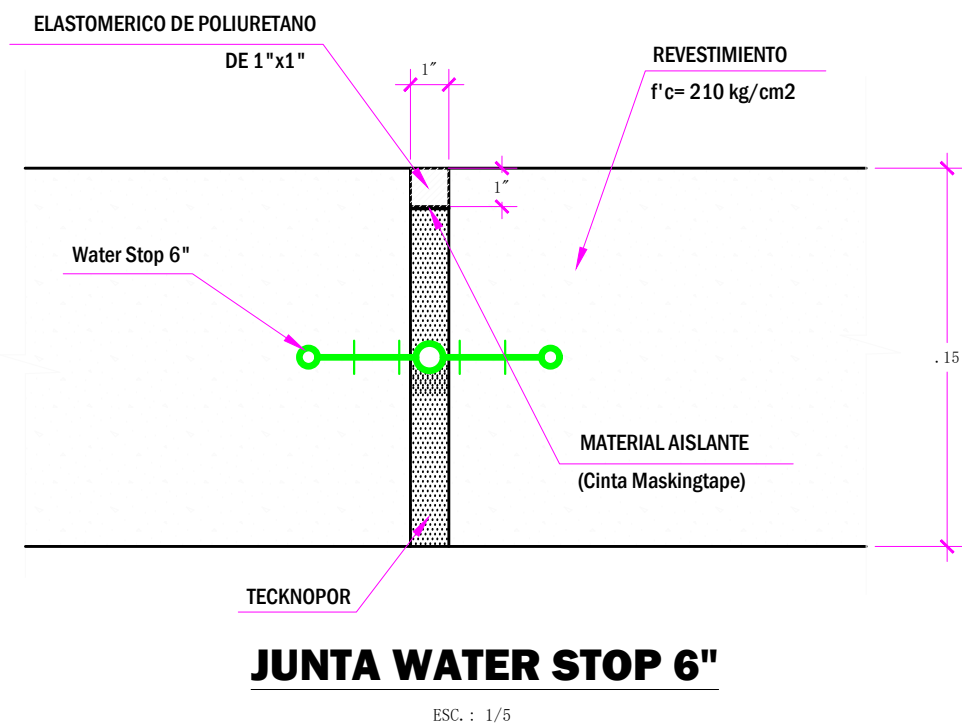 ELASTOMERICO DE POLIURETANO
DE 1"x1"
1"
REVESTIMIENTO
f'c= 210 kg/cm2
1"
Water Stop 6"
.15
MATERIAL AISLANTE
(Cinta Maskingtape)
TECKNOPOR
JUNTA WATER STOP 6"
ESC. : 1/5